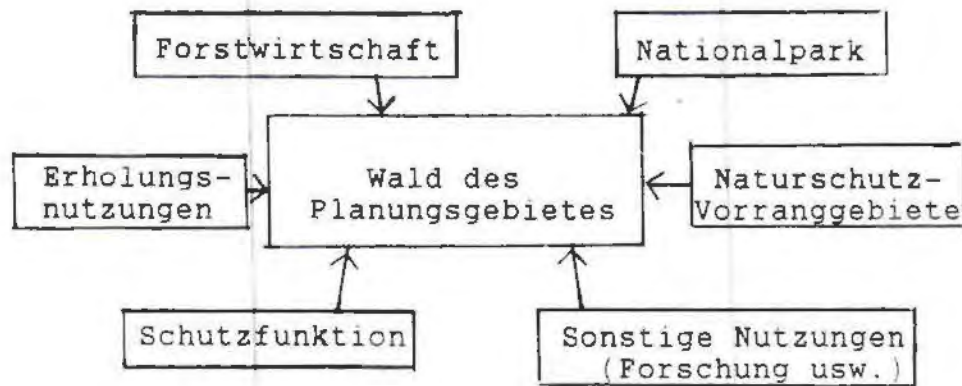 Forstwirtschaft
Nationalpark
Erholungs-
nutzungen
Wald des
Planungsgebietes
Naturschutz-
Vorranggebiete
Schutzfunktion
Sonstige Nutzungen
(Forschung usw.)